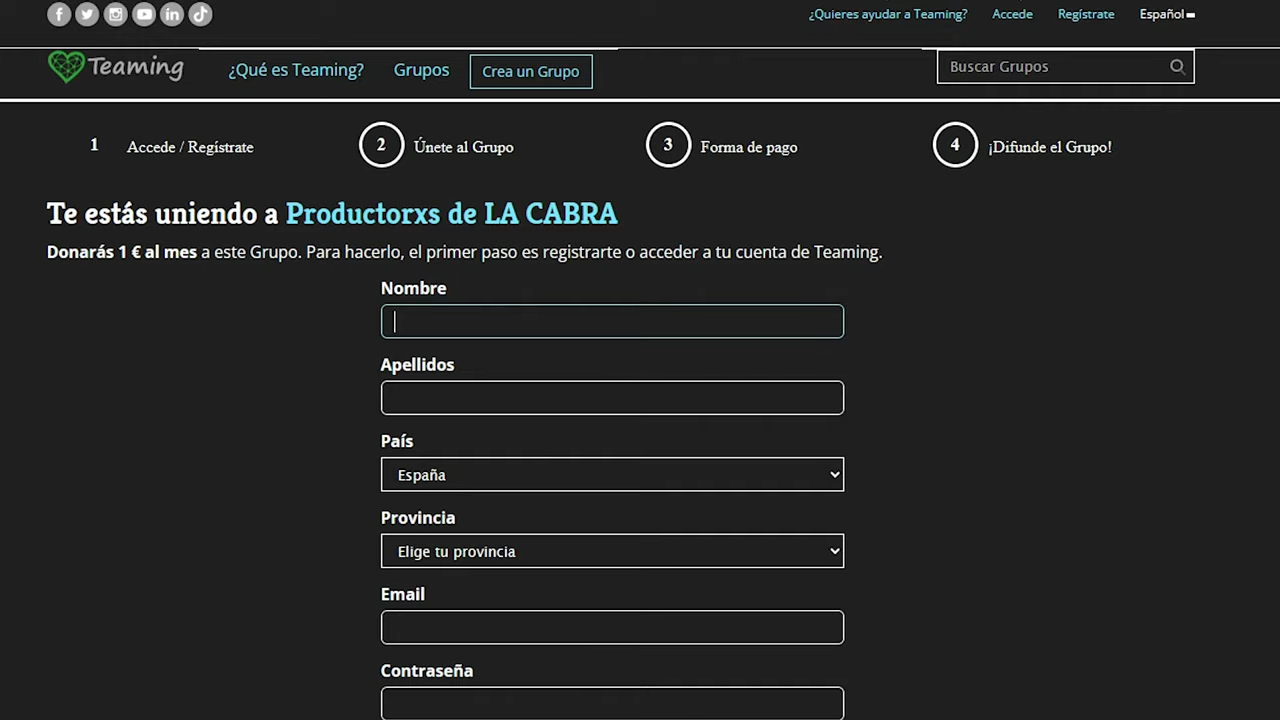 ¿Quieres ayudar a Teaming? Accede Regístrate Español
Teaming ¿Qué es Teaming? Grupos Crea un Grupo Buscar Grupos
1 Accede / Regístrate 2 Únete al Grupo 3 Forma de pago 4 ¡Difunde el Grupo!
Te estás uniendo a Productorxs de LA CABRA
Donarás 1 € al mes a este Grupo. Para hacerlo, el primer paso es registrarte o acceder a tu cuenta de Teaming.
Nombre
Apellidos
País
España
Provincia
Elige tu provincia
Email
Contraseña